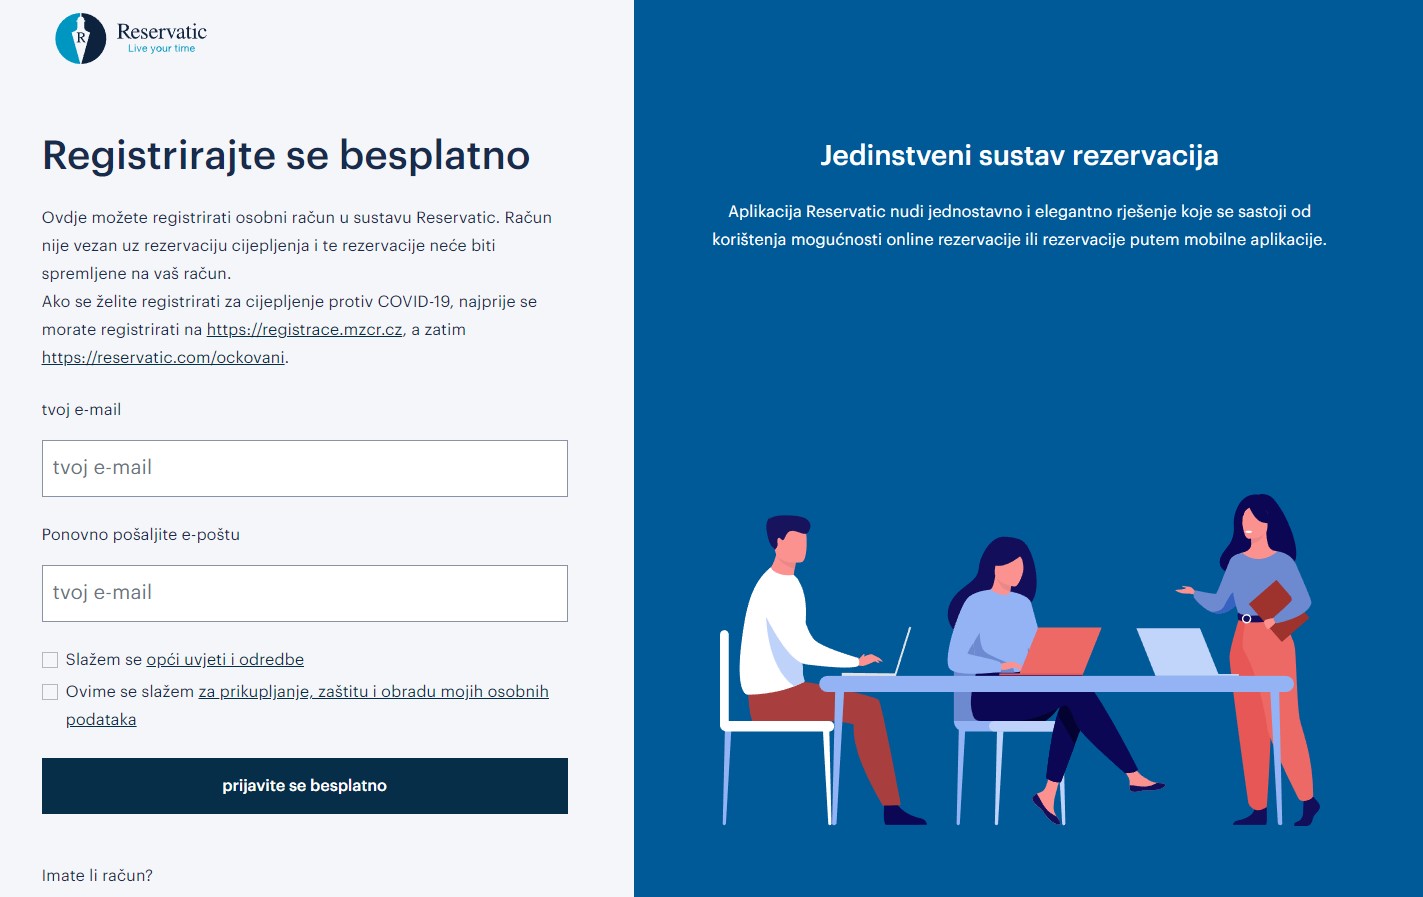 R
Reservatic
Live your time
Registrirajte se besplatno
Ovdje možete registrirati osobni račun u sustavu Reservatic. Račun
nije vezan uz rezervaciju cijepljenja i te rezervacije neće biti
spremljene na vaš račun.
Ako se želite registrirati za cijepljenje protiv COVID-19, najprije se
morate registrirati na https://registrace.mzcr.cz, a zatim
https://reservatic.com/ockovani.
tvoj e-mail
tvoj e-mail
Ponovno pošaljite e-poštu
tvoj e-mail
Slažem se opći uvjeti i odredbe
Ovime se slažem za prikupljanje, zaštitu i obradu mojih osobnih
podataka
prijavite se besplatno
Imate li račun?
Jedinstveni sustav rezervacija
Aplikacija Reservatic nudi jednostavno i elegantno rješenje koje se sastoji od
korištenja mogućnosti online rezervacije ili rezervacije putem mobilne aplikacije.